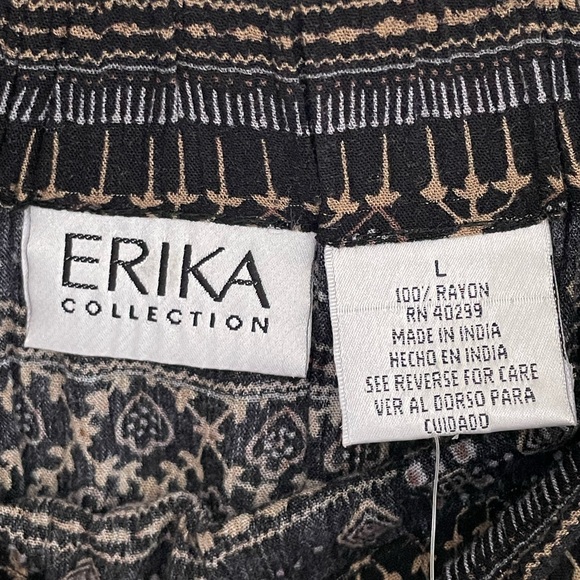 ERIKA
COLLECTION
L
100% RAYON
RN 40299
MADE IN INDIA
HECHO EN INDIA
SEE REVERSE FOR CARE
VER AL DORSO PARA
CUIDADO